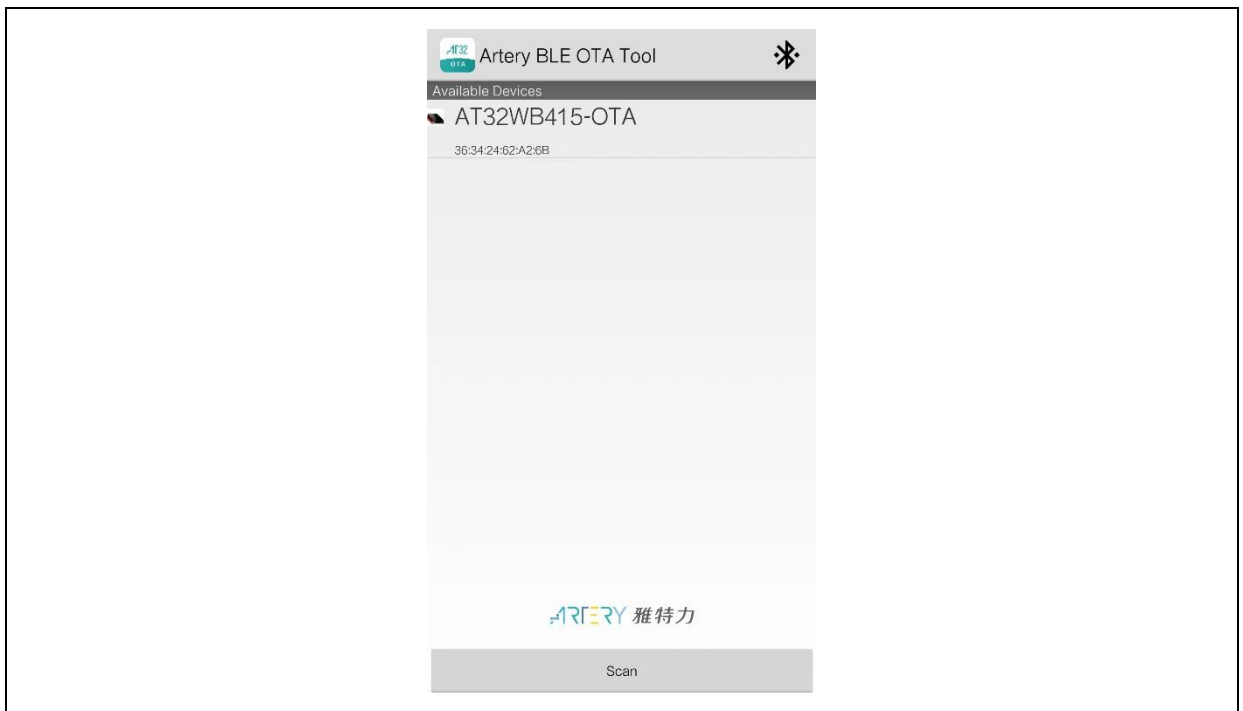 AT32
OTA
Artery BLE OTA Tool
Available Devices
AT32WB415-OTA
36:34:24:62:A2:6B
ARTERY 雅特力
Scan